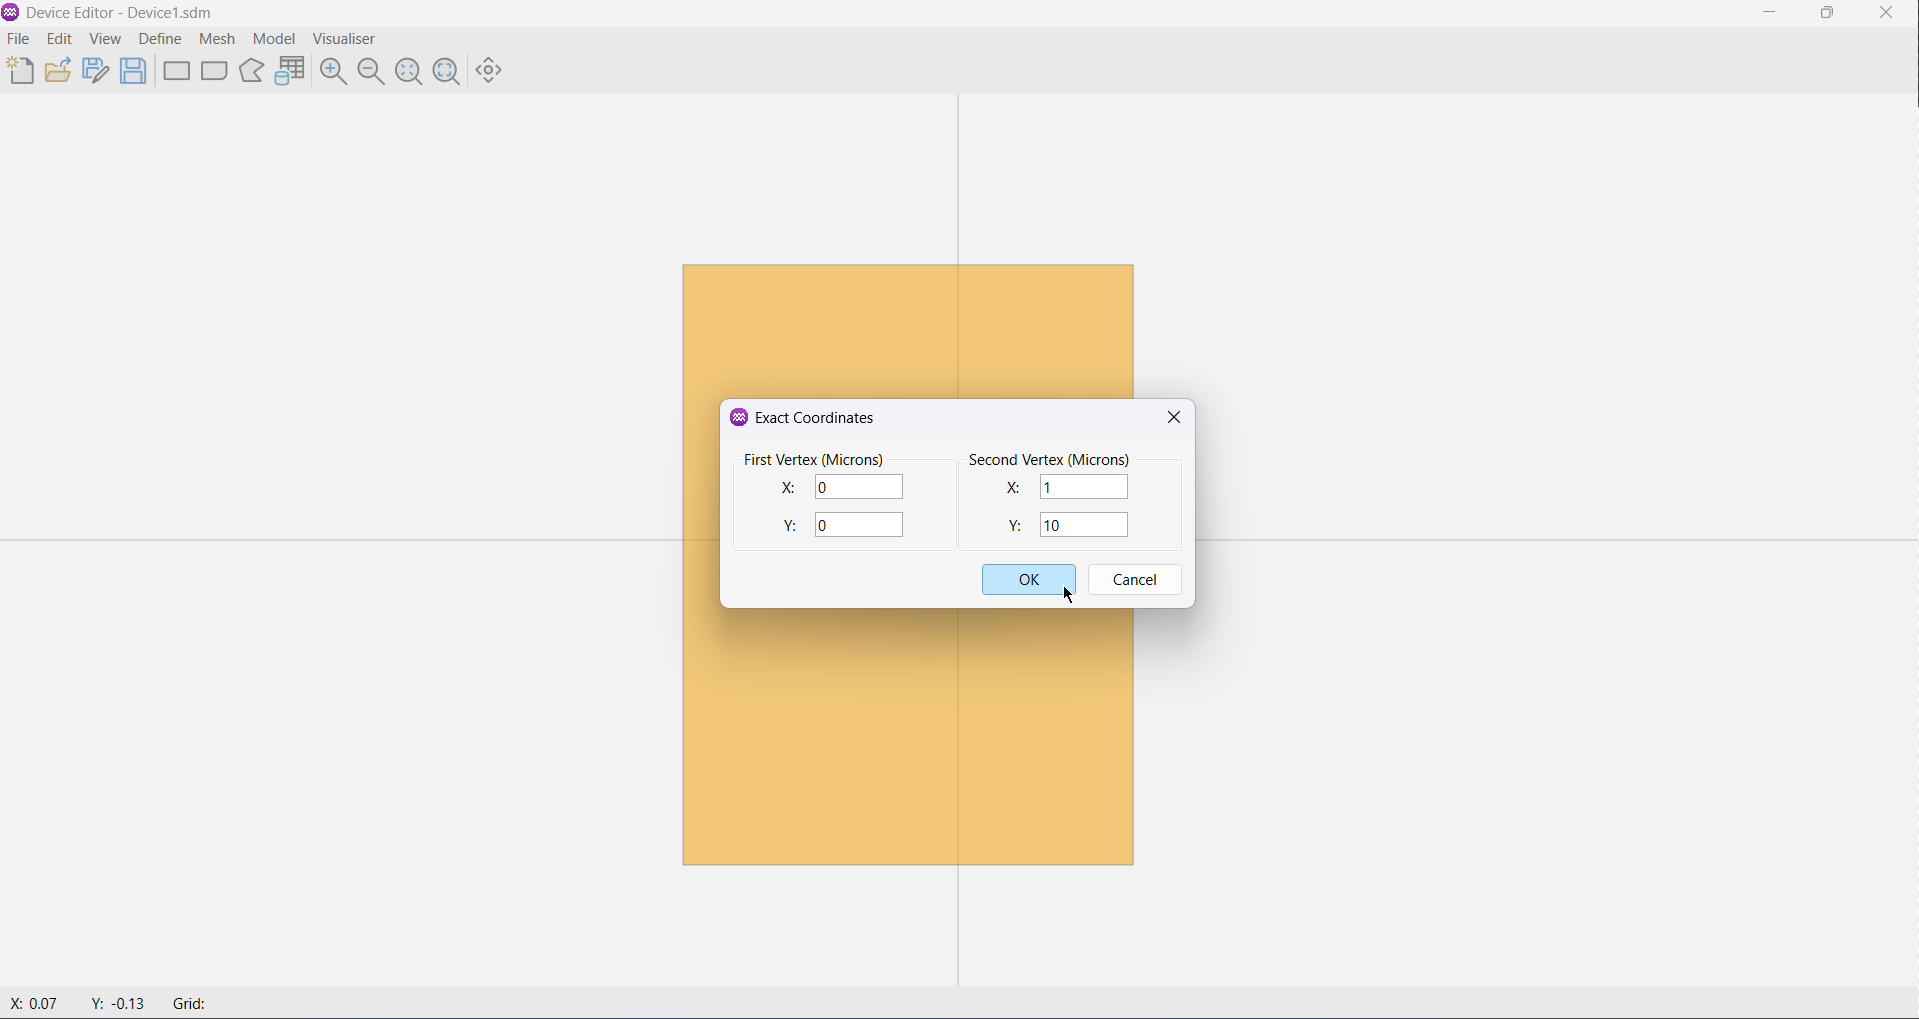 Device Editor - Device1.sdm
File Edit View Define Mesh Model Visualiser
Exact Coordinates
First Vertex (Microns) Second Vertex (Microns)
X: 0 X: 1
Y: 0 Y: 10
OK Cancel
X: 0.07 Y: -0.13 Grid: